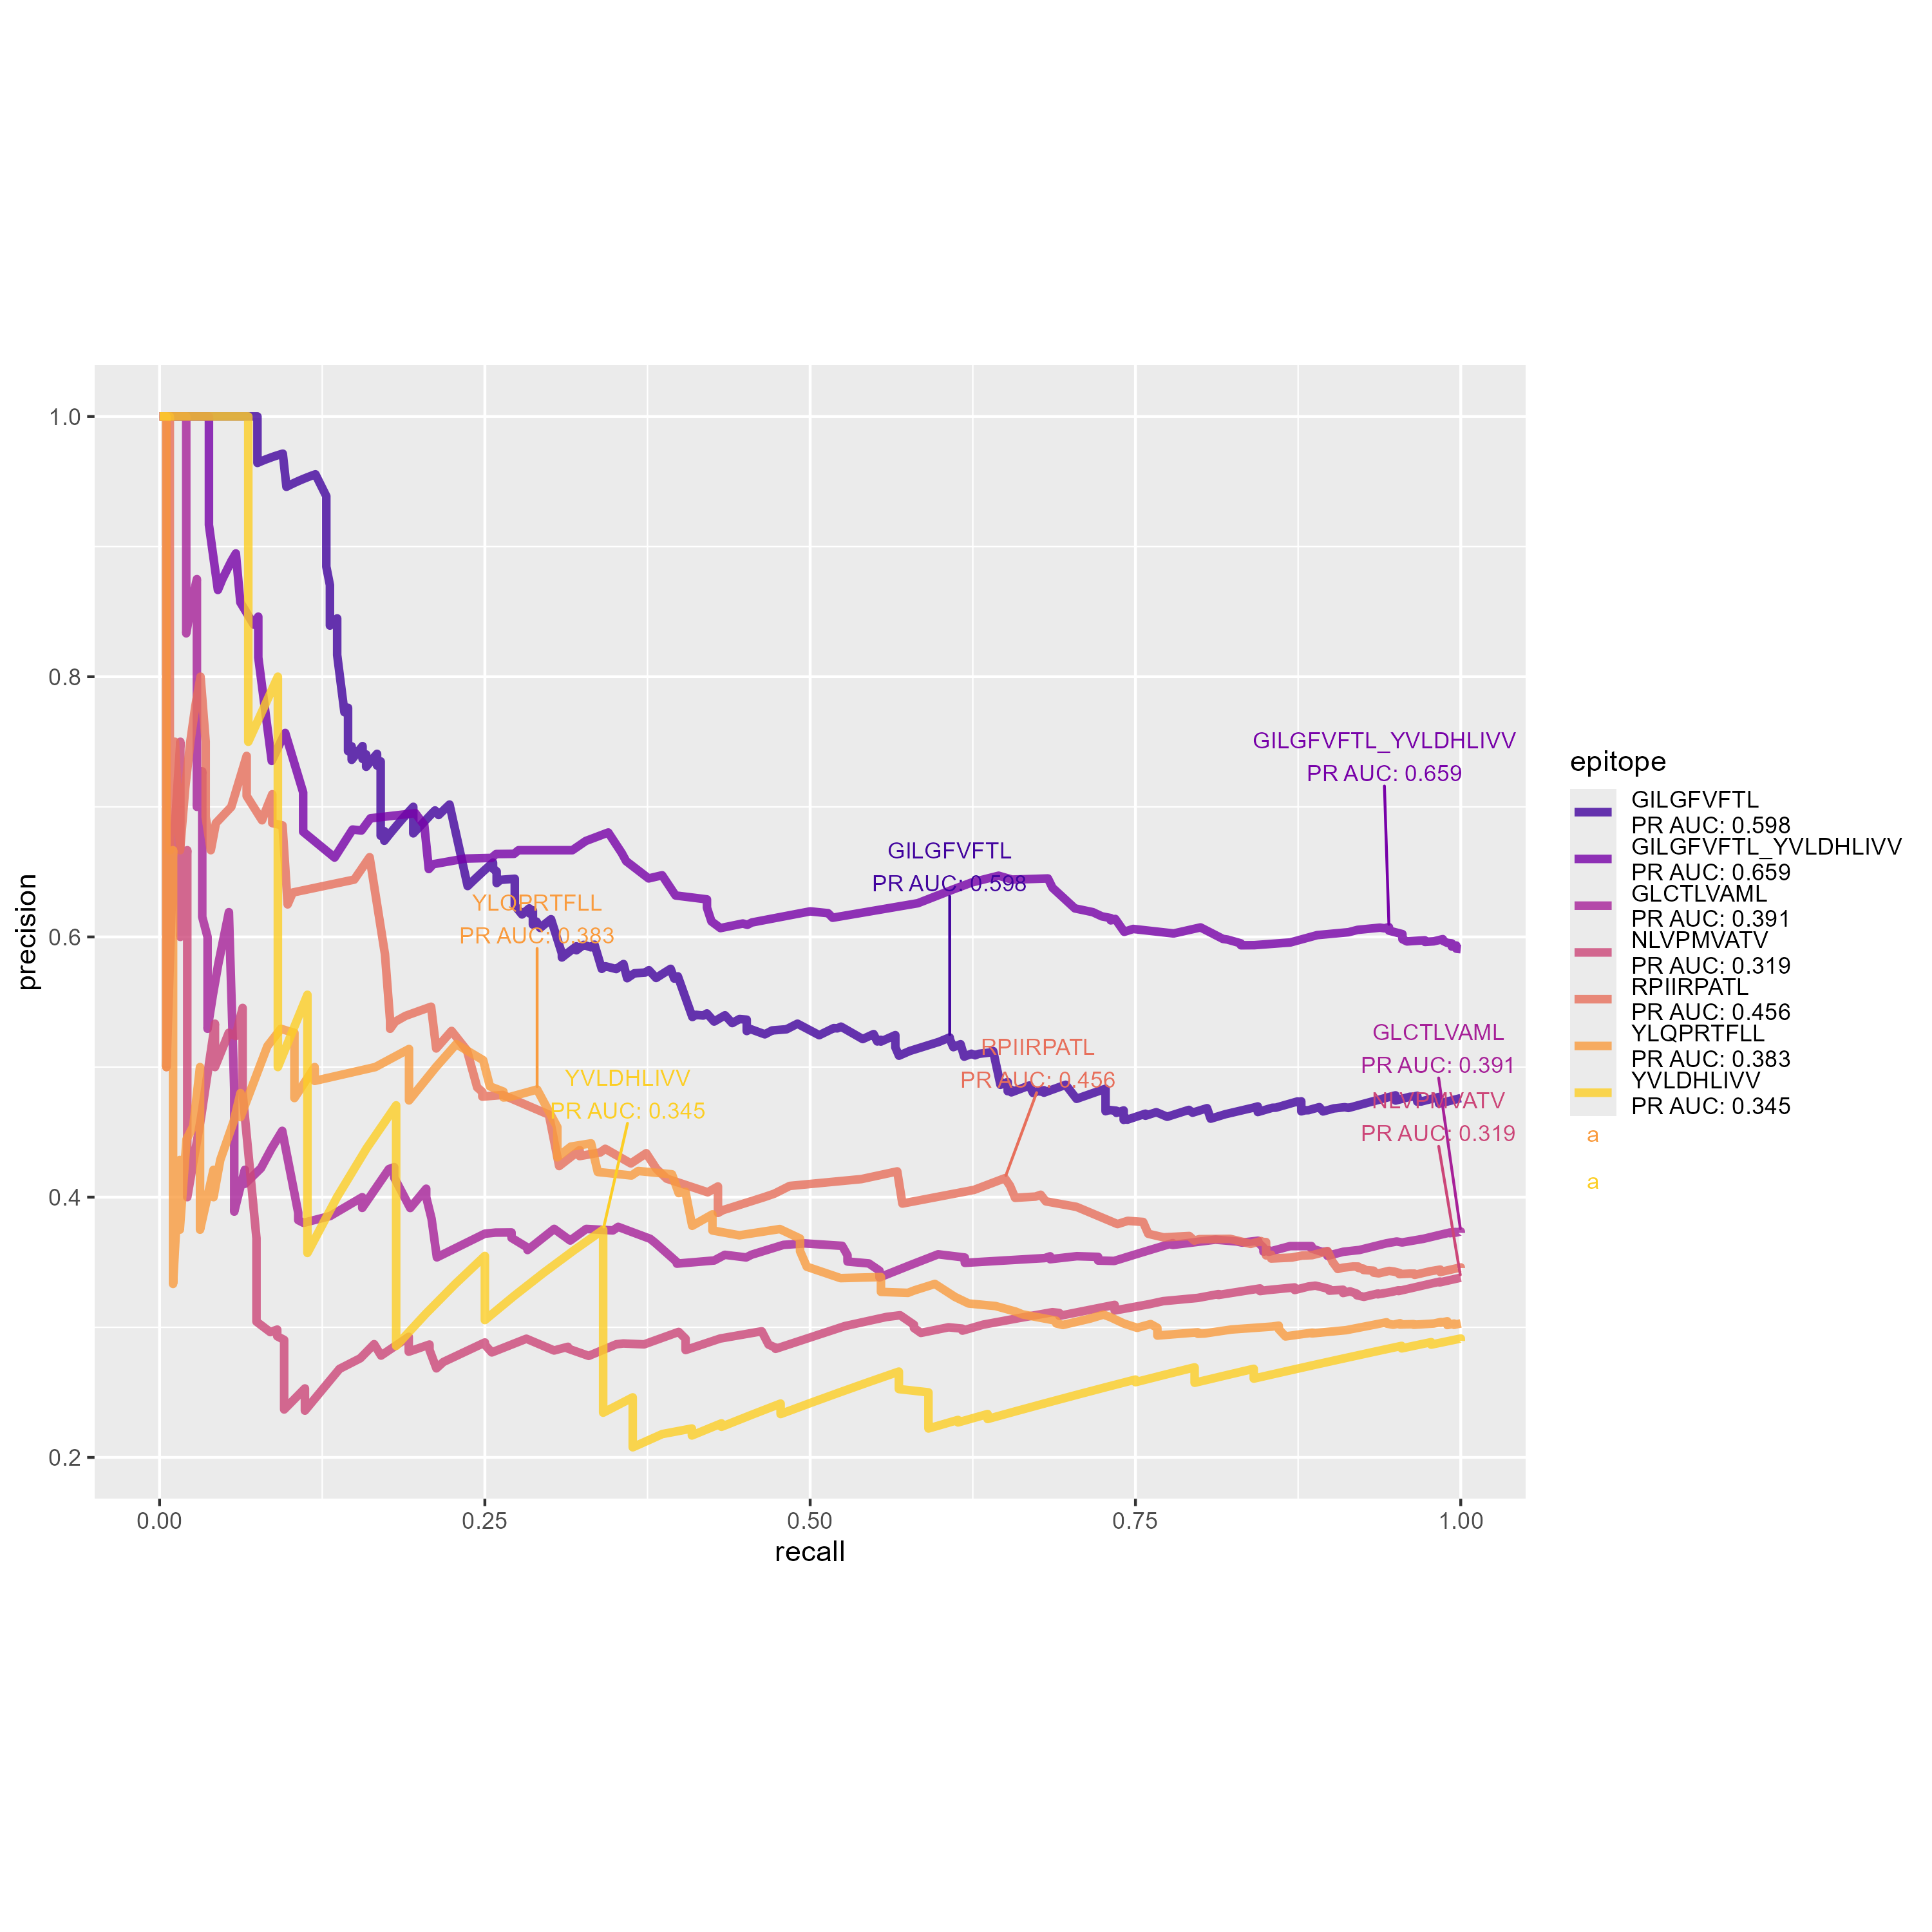 1.0
0.8
0.6
0.4
0.2
precision
0.00
0.25
0.50
0.75
1.00
recall
GILGFVFTL_YVLDHLIVV
PR AUC: 0.659
GILGFVFTL
PR AUC: 0.598
YLQPRTFLL
PR AUC: 0.383
GLCTLVAML
PR AUC: 0.391
RPIIRPATL
PR AUC: 0.456
YVLDHLIVV
PR AUC: 0.345
NLVPMVATV
PR AUC: 0.319
epitope
GILGFVFTL
PR AUC: 0.598
GILGFVFTL_YVLDHLIVV
PR AUC: 0.659
GLCTLVAML
PR AUC: 0.391
NLVPMVATV
PR AUC: 0.319
RPIIRPATL
PR AUC: 0.456
YLQPRTFLL
PR AUC: 0.383
YVLDHLIVV
PR AUC: 0.345
a
a